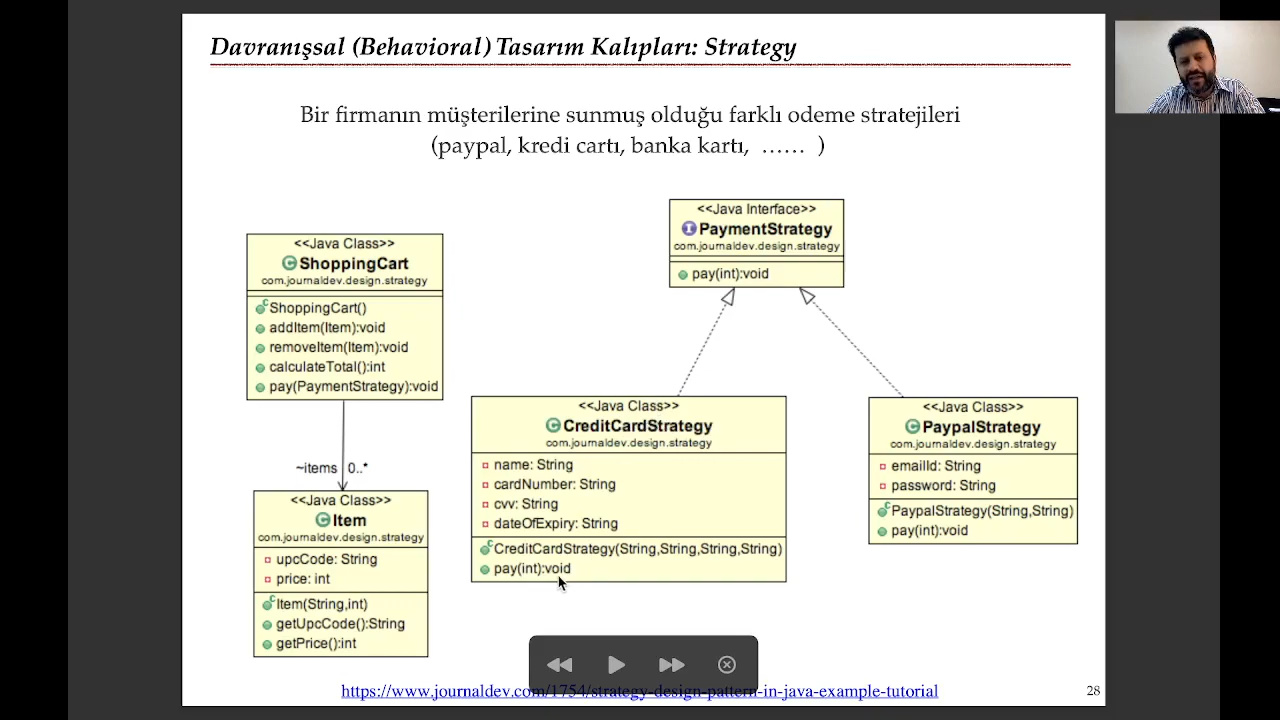 Davranışsal (Behavioral) Tasarım Kalıpları: Strategy
Bir firmanın müşterilerine sunmuş olduğu farklı odeme stratejileri
(paypal, kredi cartı, banka kartı, ...... )
<<Java Class>>
ShoppingCart
com.journaldev.design.strategy
ShoppingCart()
addItem(Item):void
removeItem(Item):void
calculateTotal():int
pay(PaymentStrategy):void
~items 0..*
<<Java Class>>
Item
com.journaldev.design.strategy
upcCode: String
price: int
Item(String,int)
getUpcCode():String
getPrice():int
<<Java Interface>>
PaymentStrategy
com.journaldev.design.strategy
pay(int):void
<<Java Class>>
CreditCardStrategy
com.journaldev.design.strategy
name: String
cardNumber: String
cvv: String
dateOfExpiry: String
CreditCardStrategy(String,String,String,String)
pay(int):void
<<Java Class>>
PaypalStrategy
com.journaldev.design.strategy
emailId: String
password: String
PaypalStrategy(String,String)
pay(int):void
https://www.journaldev.com/1754/strategy-design-pattern-in-java-example-tutorial
28